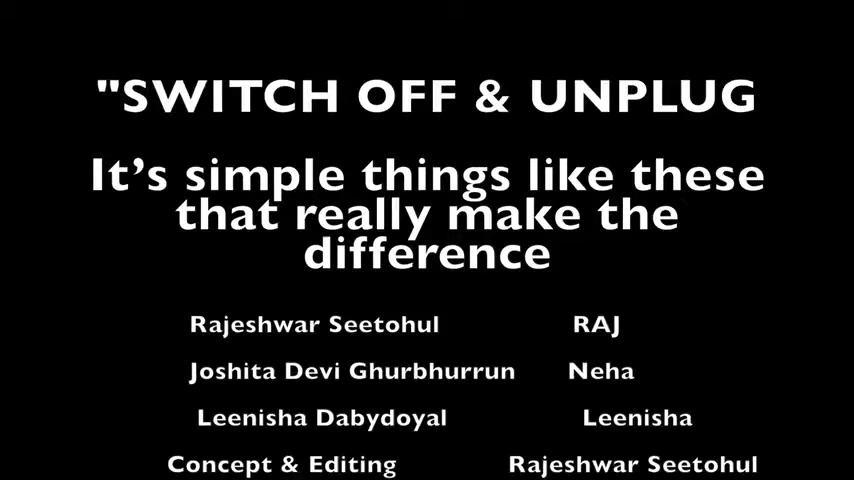 "SWITCH OFF & UNPLUG
It’s simple things like these
that really make the
difference
Rajeshwar Seetohul RAJ
Joshita Devi Ghurbhurrun Neha
Leenisha Dabydoyal Leenisha
Concept & Editing Rajeshwar Seetohul